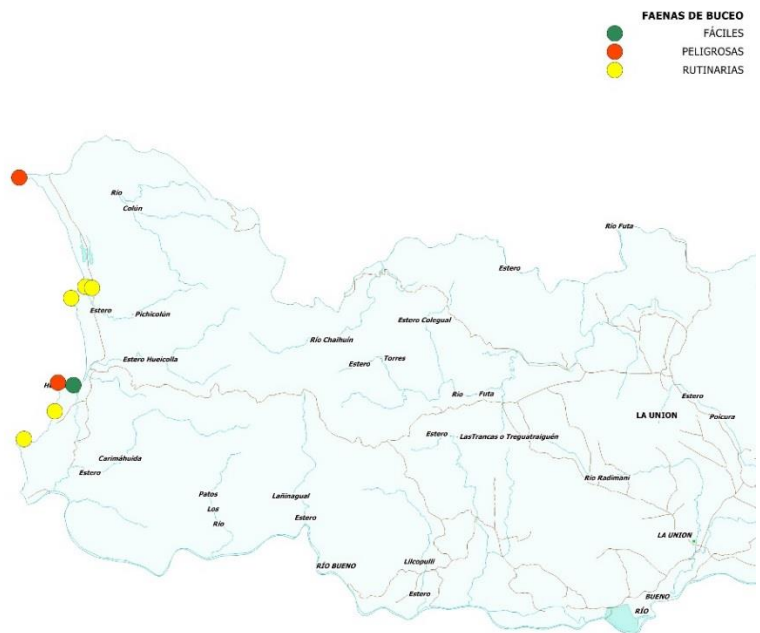 FAENAS DE BUCEO
FÁCILES
PELIGROSAS
RUTINARIAS
Río
Colún
Río Futa
Estero
Estero
Pichicolún
Estero Colegual
Río Chaihuín
Estero Hueicolla
Estero
Torres
Río
Futa
Estero
Poicura
LA UNION
Estero
LasTrancas o Treguatraiguén
Carimáhuida
Estero
Río Radimani
Patos
Los
Río
Lañinagual
Estero
LA UNION
RÍO BUENO
Lilcopulli
Estero
BUENO
RÍO